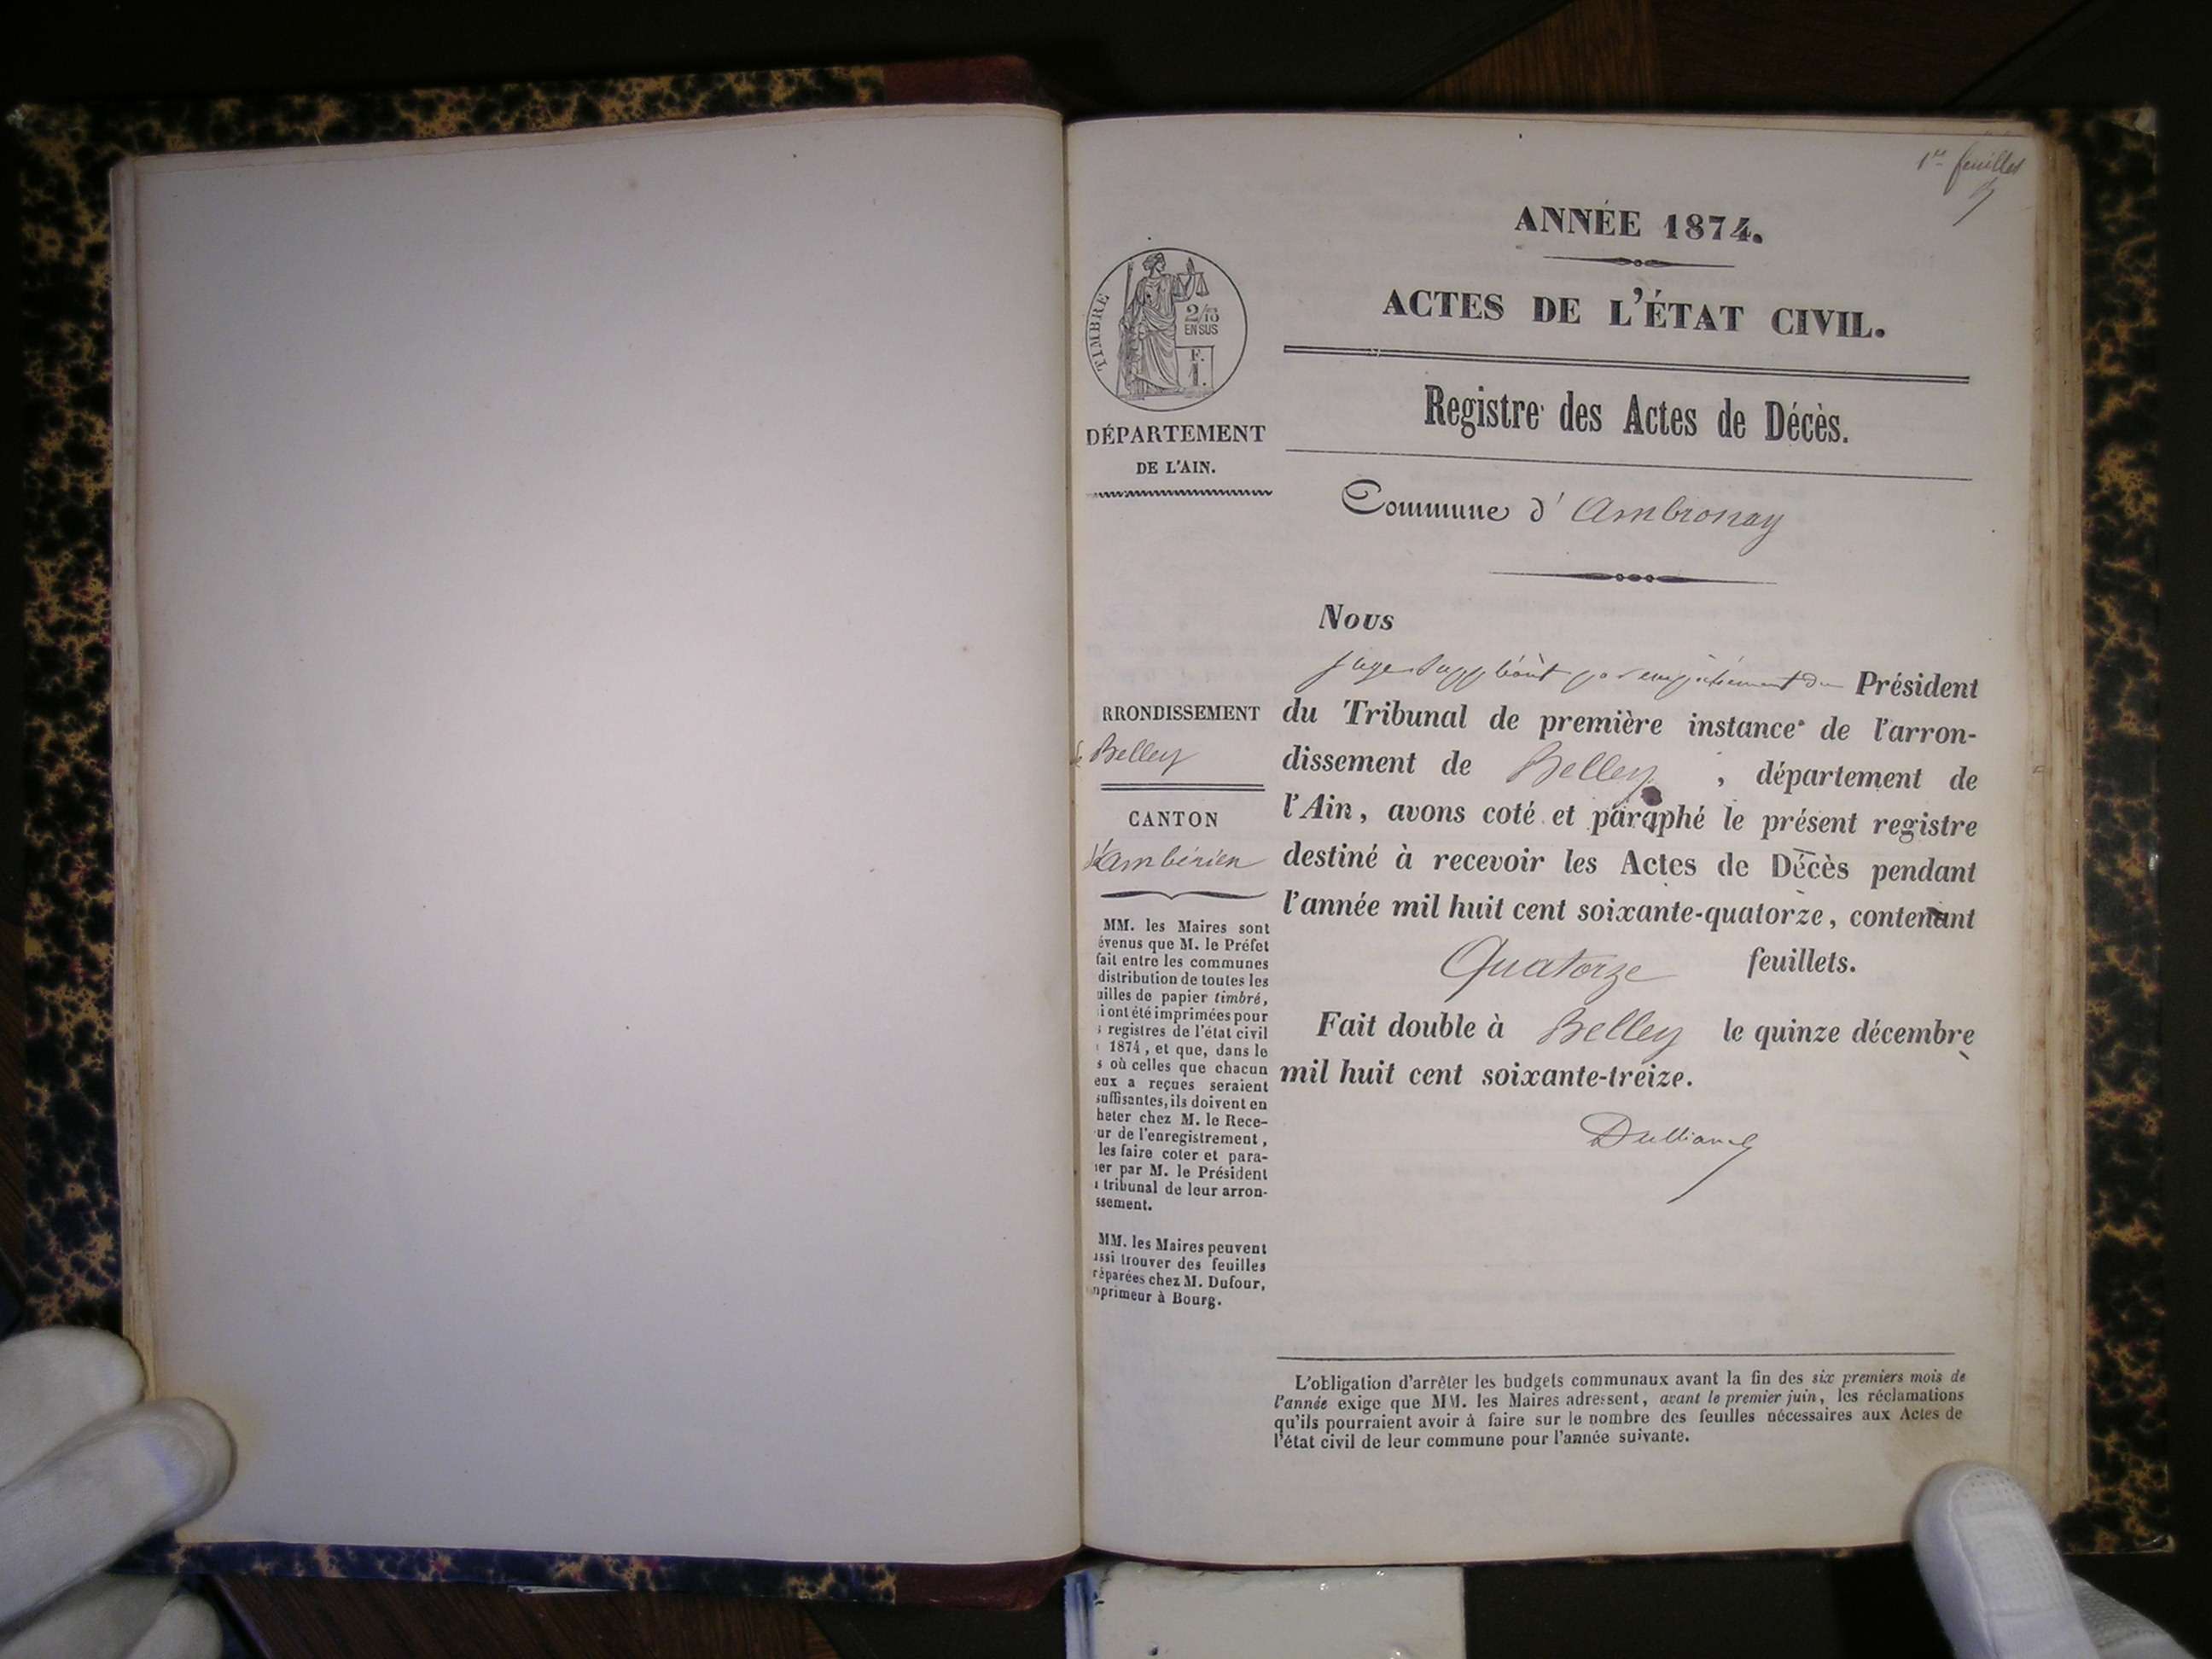 1er feuillet
ANNÉE 1874.
ACTES DE L'ÉTAT CIVIL.
TIMBRE
2/10
EN SUS
F.
1.
DÉPARTEMENT
DE L'AIN.
Registre des Actes de Décès.
Commune d'Ambronay
RRONDISSEMENT
de Belley
CANTON
d'Ambérieu
MM. les Maires sont
évenus que M. le Préfet
fait entre les communes
distribution de toutes les
uilles de papier timbré,
i ont été imprimées pour
s registres de l'état civil
1874, et que, dans le
s où celles que chacun
eux a reçues seraient
suffisantes, ils doivent en
heter chez M. le Rece-
ur de l'enregistrement,
les faire coter et para-
er par M. le Président
u tribunal de leur arron-
ssement.
MM. les Maires peuvent
ussi trouver des feuilles
réparées chez M. Dufour,
mprimeur à Bourg.
Nous
juge suppléant par empêchement du Président
du Tribunal de première instance de l'arron-
dissement de Belley, département de
l'Ain, avons coté et paraphé le présent registre
destiné à recevoir les Actes de Décès pendant
l'année mil huit cent soixante-quatorze, contenant
Quatorze feuillets.
Fait double à Belley le quinze décembre
mil huit cent soixante-treize.
L'obligation d'arrêter les budgets communaux avant la fin des six premiers mois de
l'année exige que MM. les Maires adressent, avant le premier juin, les réclamations
qu'ils pourraient avoir à faire sur le nombre des feuilles nécessaires aux Actes de
l'état civil de leur commune pour l'année suivante.